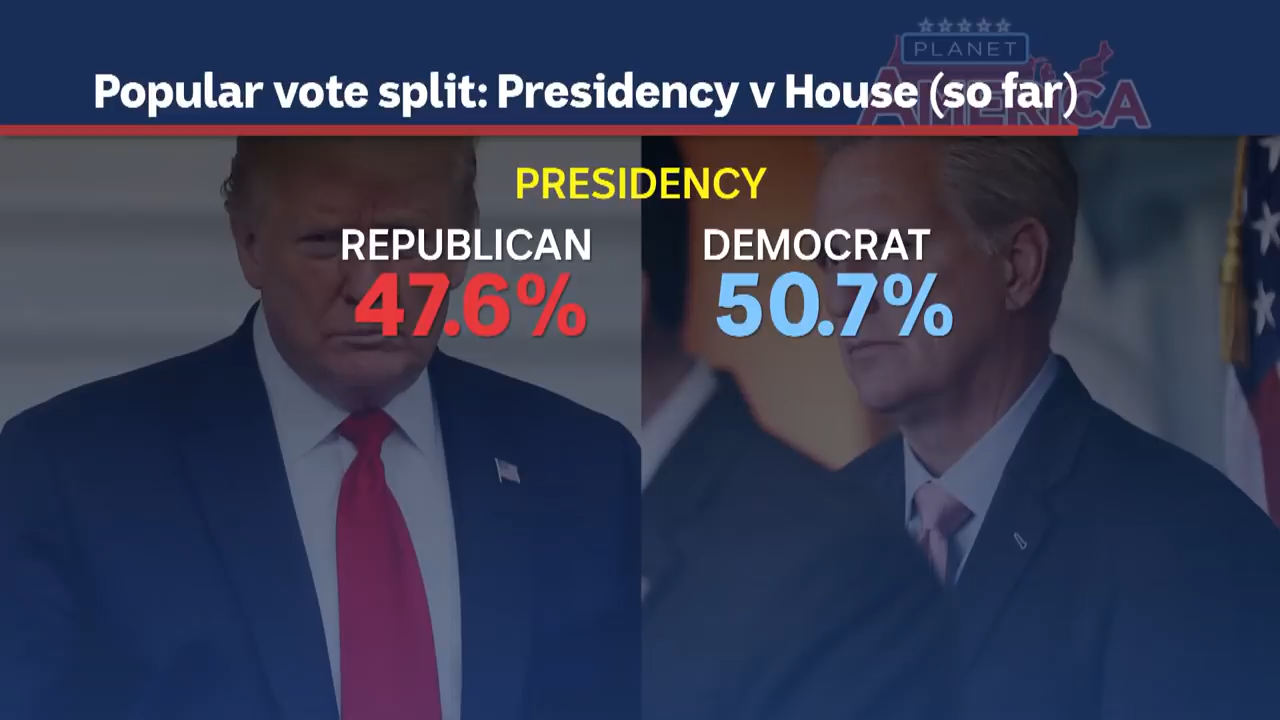 PLANET
AMERICA
Popular vote split: Presidency v House (so far)
PRESIDENCY
REPUBLICAN DEMOCRAT
47.6% 50.7%